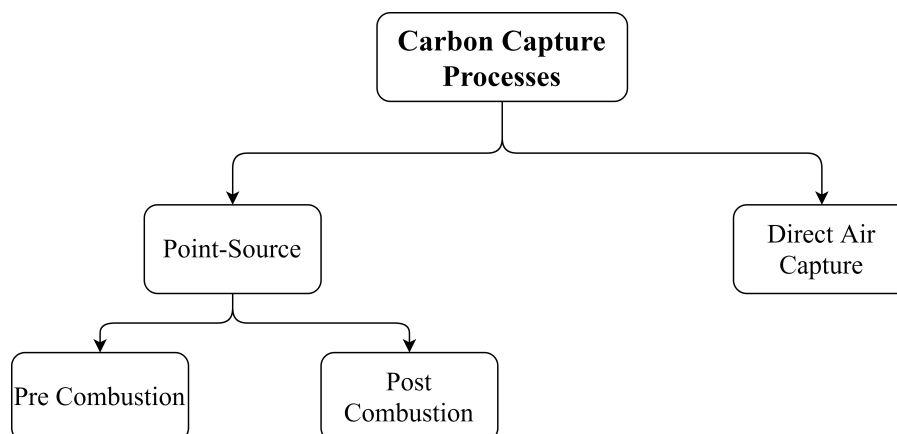 Carbon Capture
Processes
Point-Source
Direct Air
Capture
Pre Combustion
Post
Combustion